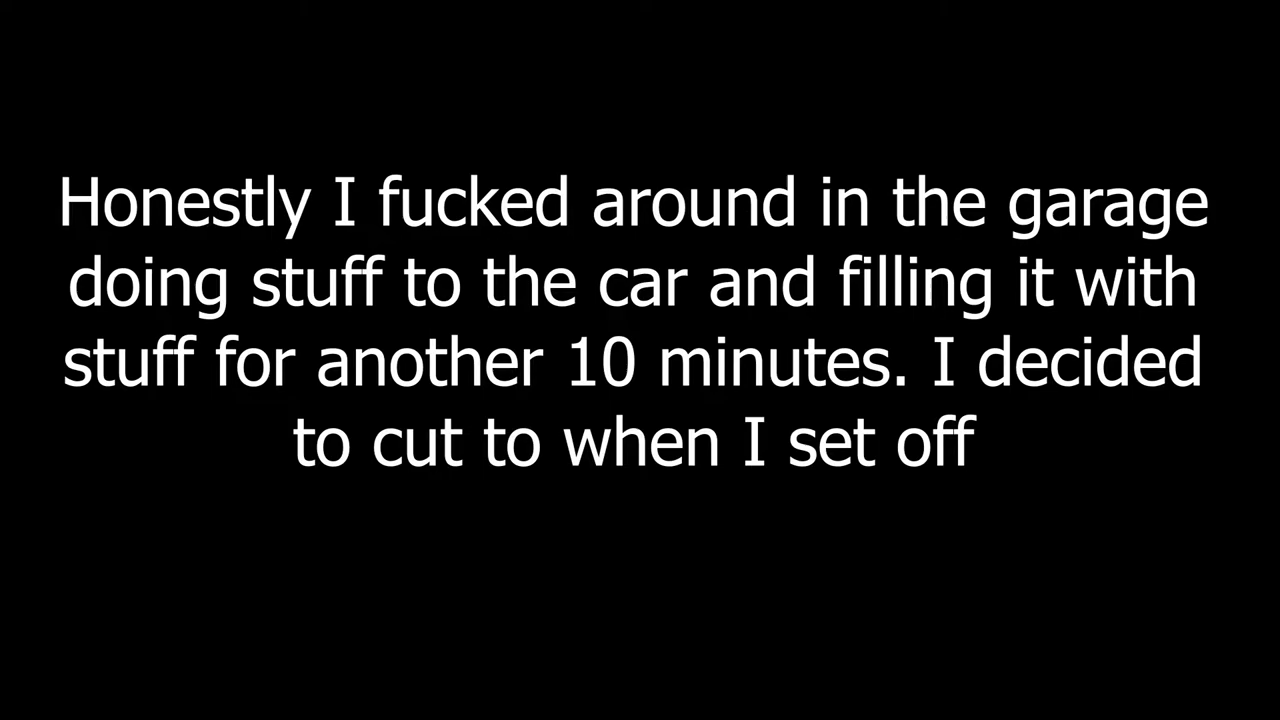 Honestly I fucked around in the garage
doing stuff to the car and filling it with
stuff for another 10 minutes. I decided
to cut to when I set off